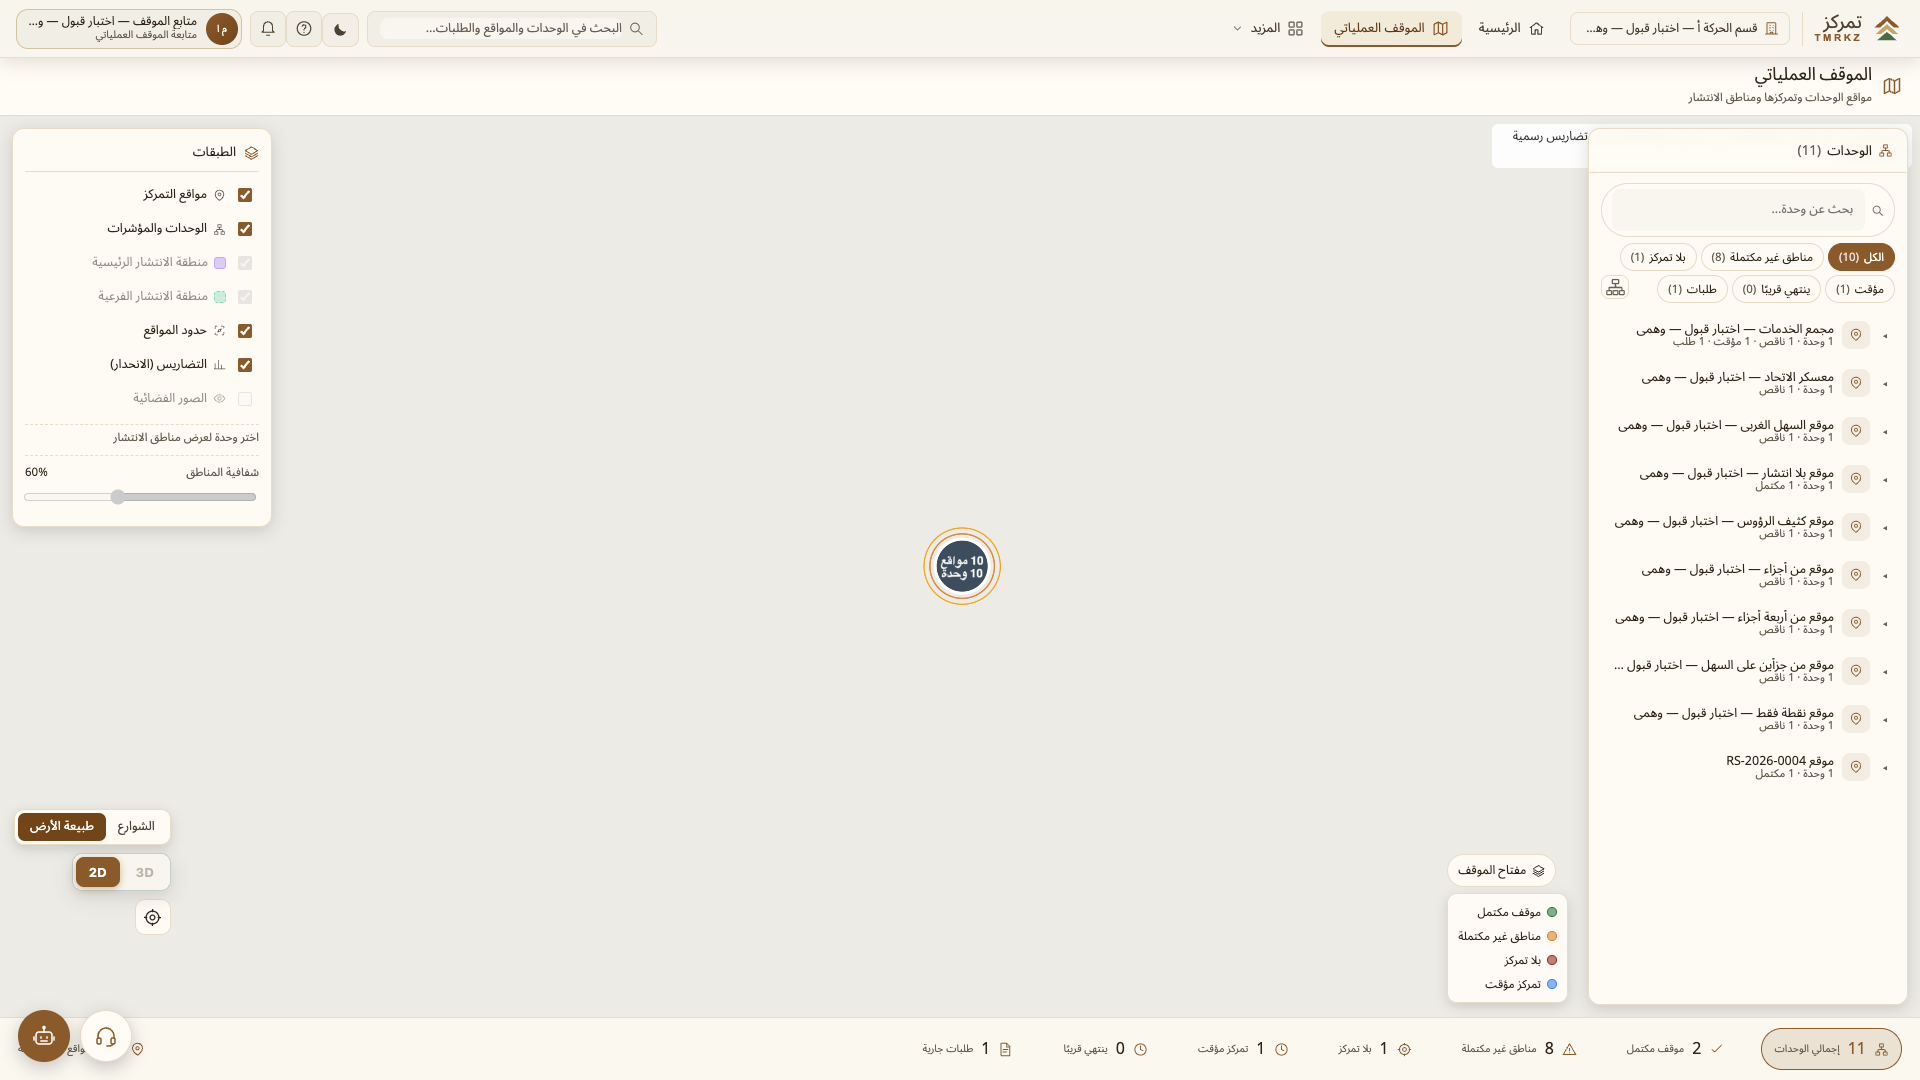 تمركز
TMRKZ
قسم الحركة أ — اختبار قبول — وه...
الرئيسية
الموقف العملياتي
المزيد
البحث في الوحدات والمواقع والطلبات...
متابع الموقف — اختبار قبول — و...
متابعة الموقف العملياتي
م ا
الموقف العملياتي
مواقع الوحدات وتمركزها ومناطق الانتشار
تضاريس رسمية
الوحدات (11)
بحث عن وحدة...
الكل (10)
مناطق غير مكتملة (8)
بلا تمركز (1)
مؤقت (1)
ينتهي قريبًا (0)
طلبات (1)
مجمع الخدمات — اختبار قبول — وهمي
1 وحدة · 1 ناقص · 1 مؤقت · 1 طلب
معسكر الاتحاد — اختبار قبول — وهمي
1 وحدة · 1 ناقص
موقع السهل الغربي — اختبار قبول — وهمي
1 وحدة · 1 ناقص
موقع بلا انتشار — اختبار قبول — وهمي
1 وحدة · 1 مكتمل
موقع كثيف الرؤوس — اختبار قبول — وهمي
1 وحدة · 1 ناقص
موقع من أجزاء — اختبار قبول — وهمي
1 وحدة · 1 ناقص
موقع من أربعة أجزاء — اختبار قبول — وهمي
1 وحدة · 1 ناقص
موقع من جزأين على السهل — اختبار قبول ...
1 وحدة · 1 ناقص
موقع نقطة فقط — اختبار قبول — وهمي
1 وحدة · 1 ناقص
موقع RS-2026-0004
1 وحدة · 1 مكتمل
الطبقات
مواقع التمركز
الوحدات والمؤشرات
منطقة الانتشار الرئيسية
منطقة الانتشار الفرعية
حدود المواقع
التضاريس (الانحدار)
الصور الفضائية
اختر وحدة لعرض مناطق الانتشار
شفافية المناطق
60%
10 مواقع
10 وحدة
الشوارع
طبيعة الأرض
3D
2D
مفتاح الموقف
موقف مكتمل
مناطق غير مكتملة
بلا تمركز
تمركز مؤقت
11 إجمالي الوحدات
2 موقف مكتمل
8 مناطق غير مكتملة
1 بلا تمركز
1 تمركز مؤقت
0 ينتهي قريبًا
1 طلبات جارية